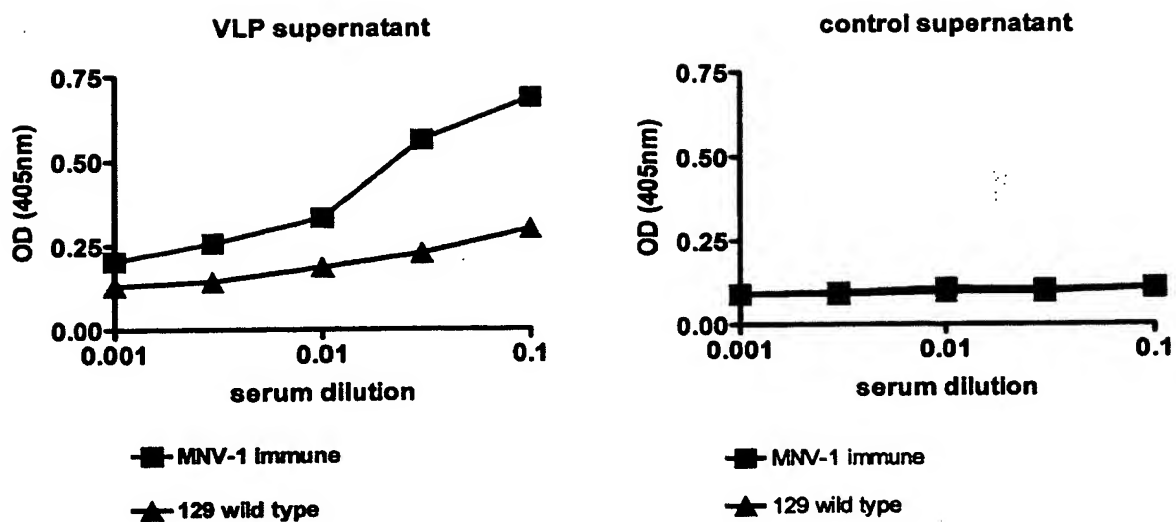 VLP supernatant
0.75
0.50
0.25
0.00
OD (405nm)
0.001
0.01
0.1
serum dilution
MNV-1 immune
129 wild type
control supernatant
0.75
0.50
0.25
0.00
OD (405nm)
0.001
0.01
0.1
serum dilution
MNV-1 immune
129 wild type